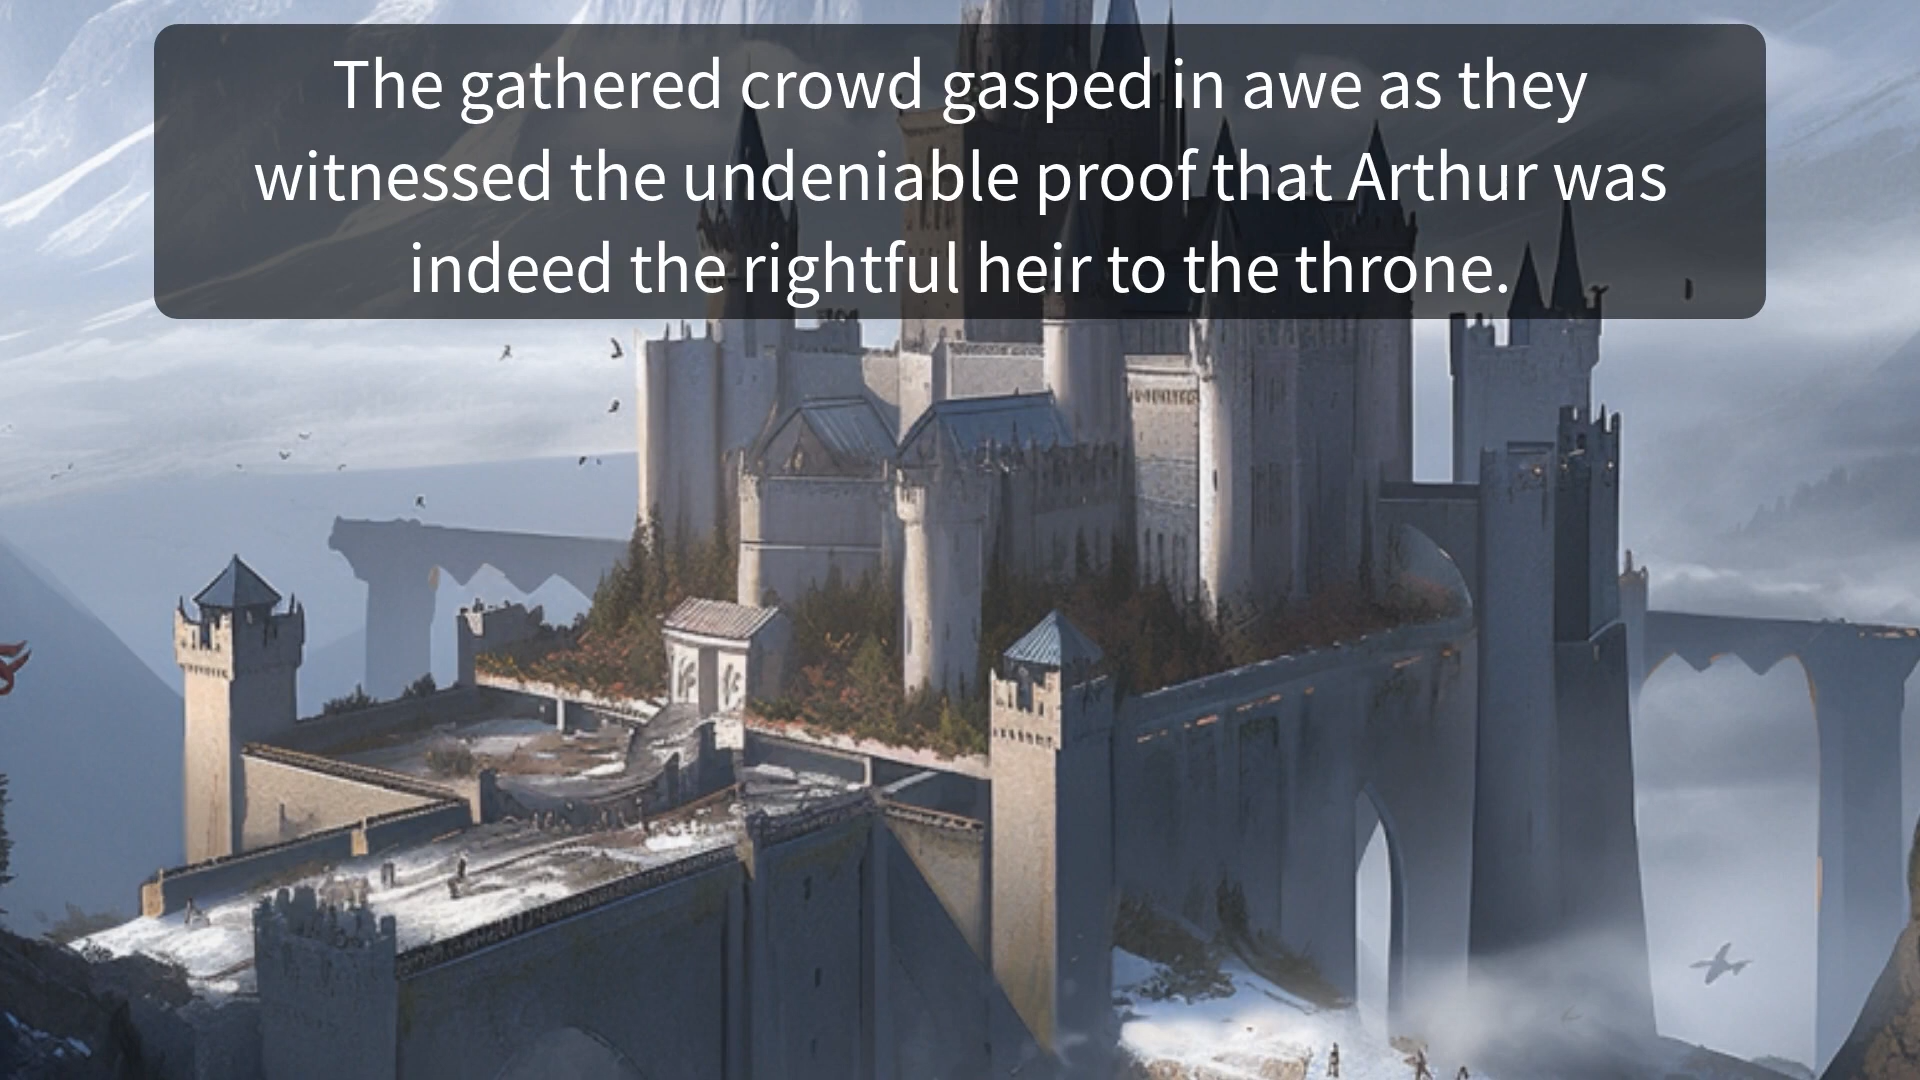 The gathered crowd gasped in awe as they
witnessed the undeniable proof that Arthur was
indeed the rightful heir to the throne.